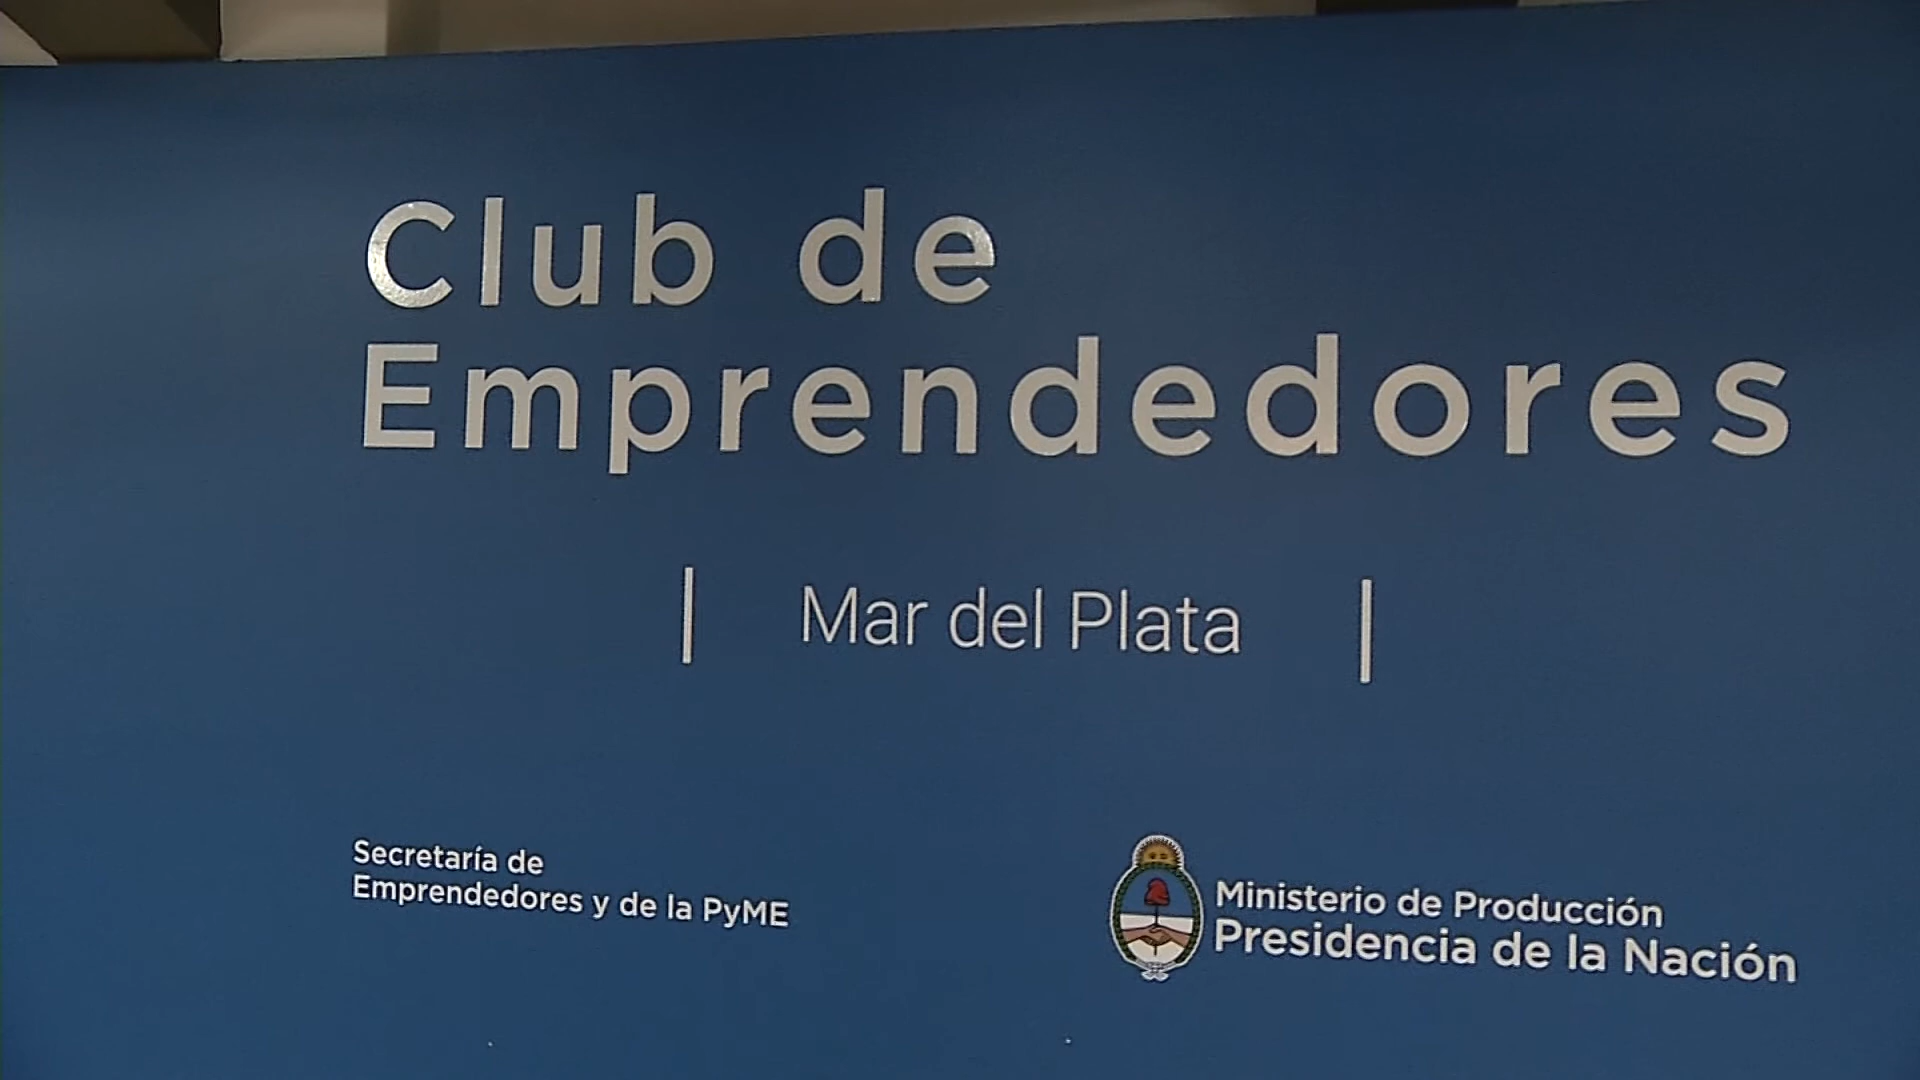 Club de
Emprendedores
| Mar del Plata |
Secretaría de
Emprendedores y de la PyME
Ministerio de Producción
Presidencia de la Nación